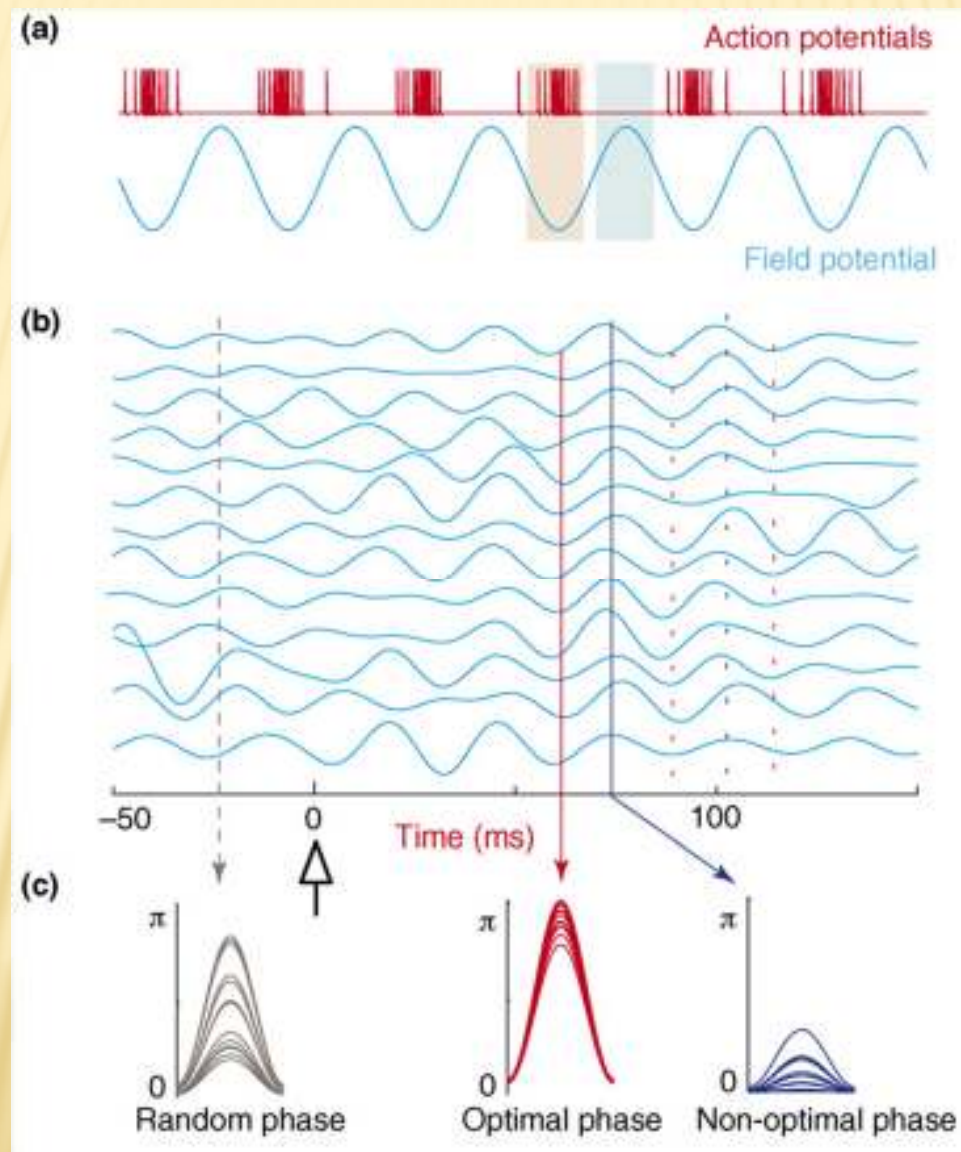 (a)
Action potentials
Field potential
(b)
−50 0 100
Time (ms)
(c)
π π π
0 0 0
Random phase Optimal phase Non-optimal phase